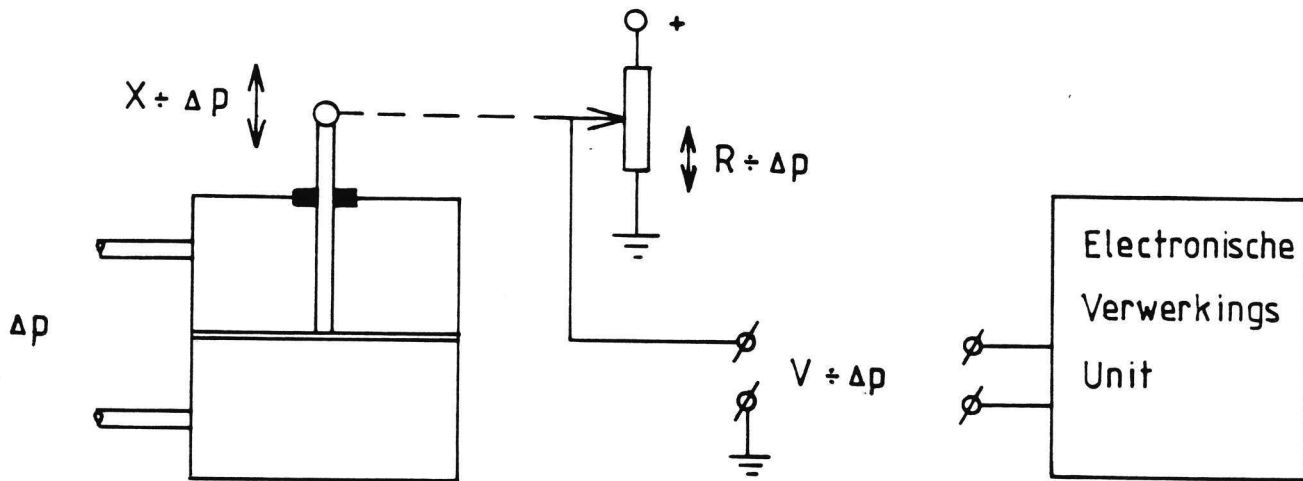 +
X ÷ Δp
R ÷ Δp
Δp
V ÷ Δp
Electronische
Verwerkings
Unit